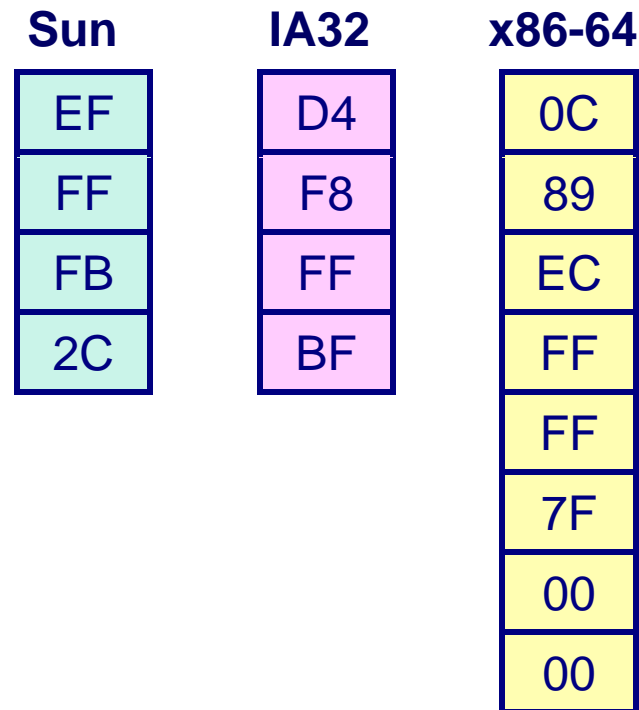 Sun IA32 x86-64
EF D4 0C
FF F8 89
FB FF EC
2C BF FF
FF
7F
00
00